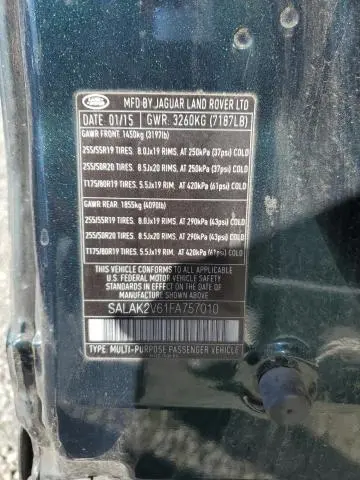 LAND ROVER
MFD BY JAGUAR LAND ROVER LTD
DATE: 01/15 GWR. 3260KG (7187LB)
GAWR FRONT: 1450kg (3197lb)
255/55R19 TIRES, 8.0Jx19 RIMS, AT 250kPa (37psi) COLD
255/50R20 TIRES, 8.5Jx20 RIMS, AT 250kPa (37psi) COLD
T175/80R19 TIRES, 5.5Jx19 RIMS, AT 420kPa (61psi) COLD
GAWR REAR: 1855kg (4090lb)
255/55R19 TIRES, 8.0Jx19 RIMS, AT 290kPa (43psi) COLD
255/50R20 TIRES, 8.5Jx20 RIMS, AT 290kPa (43psi) COLD
T175/80R19 TIRES, 5.5Jx19 RIMS, AT 420kPa (61psi) COLD
THIS VEHICLE CONFORMS TO ALL APPLICABLE
U.S. FEDERAL MOTOR VEHICLE SAFETY
STANDARDS IN EFFECT ON THE DATE OF
MANUFACTURE SHOWN ABOVE
SALAK2V61FA757010
TYPE: MULTI-PURPOSE PASSENGER VEHICLE